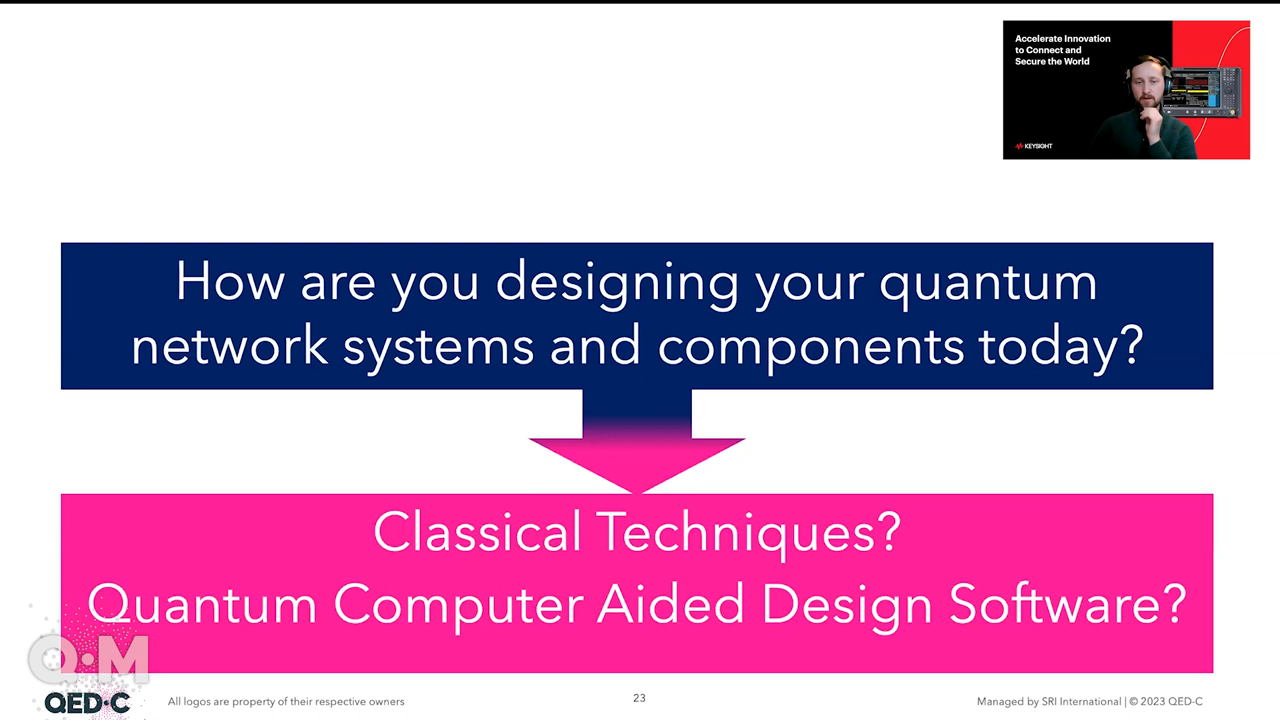 Accelerate Innovation
to Connect and
Secure the World
KEYSIGHT
How are you designing your quantum
network systems and components today?
Classical Techniques?
Quantum Computer Aided Design Software?
Q·M
QED·C
All logos are property of their respective owners
23
Managed by SRI International | © 2023 QED-C